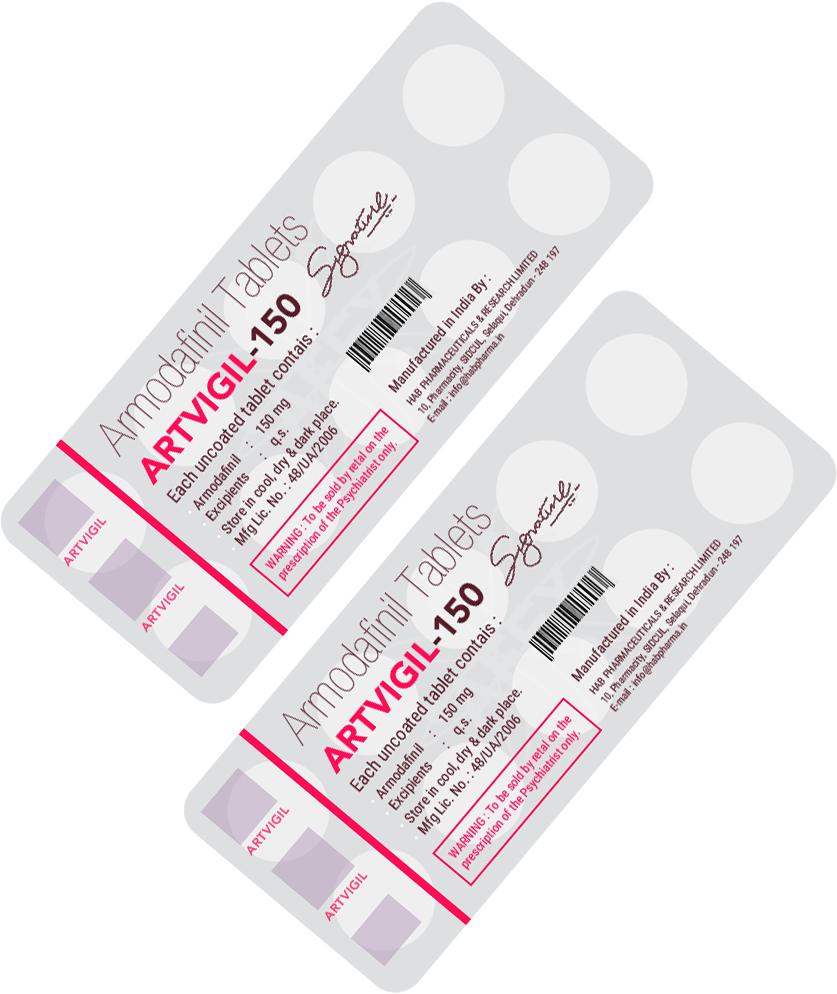 Armodafinil Tablets
ARTVIGIL-150
Signature
Each uncoated tablet contais :
Armodafinil : 150 mg
Excipients : q.s.
Store in cool, dry & dark place.
Mfg Lic. No. : 48/UA/2006
WARNING : To be sold by retal on the
prescription of the Psychiatrist only.
Manufactured in India By :
HAB PHARMACEUTICALS & RESEARCH LIMITED
10, Pharmacity, SIDCUL, Selaqui, Dehradun - 248 197
E-mail : info@habpharma.in
ARTVIGIL
ARTVIGIL
Armodafinil Tablets
ARTVIGIL-150
Signature
Each uncoated tablet contais :
Armodafinil : 150 mg
Excipients : q.s.
Store in cool, dry & dark place.
Mfg Lic. No. : 48/UA/2006
WARNING : To be sold by retal on the
prescription of the Psychiatrist only.
Manufactured in India By :
HAB PHARMACEUTICALS & RESEARCH LIMITED
10, Pharmacity, SIDCUL, Selaqui, Dehradun - 248 197
E-mail : info@habpharma.in
ARTVIGIL
ARTVIGIL